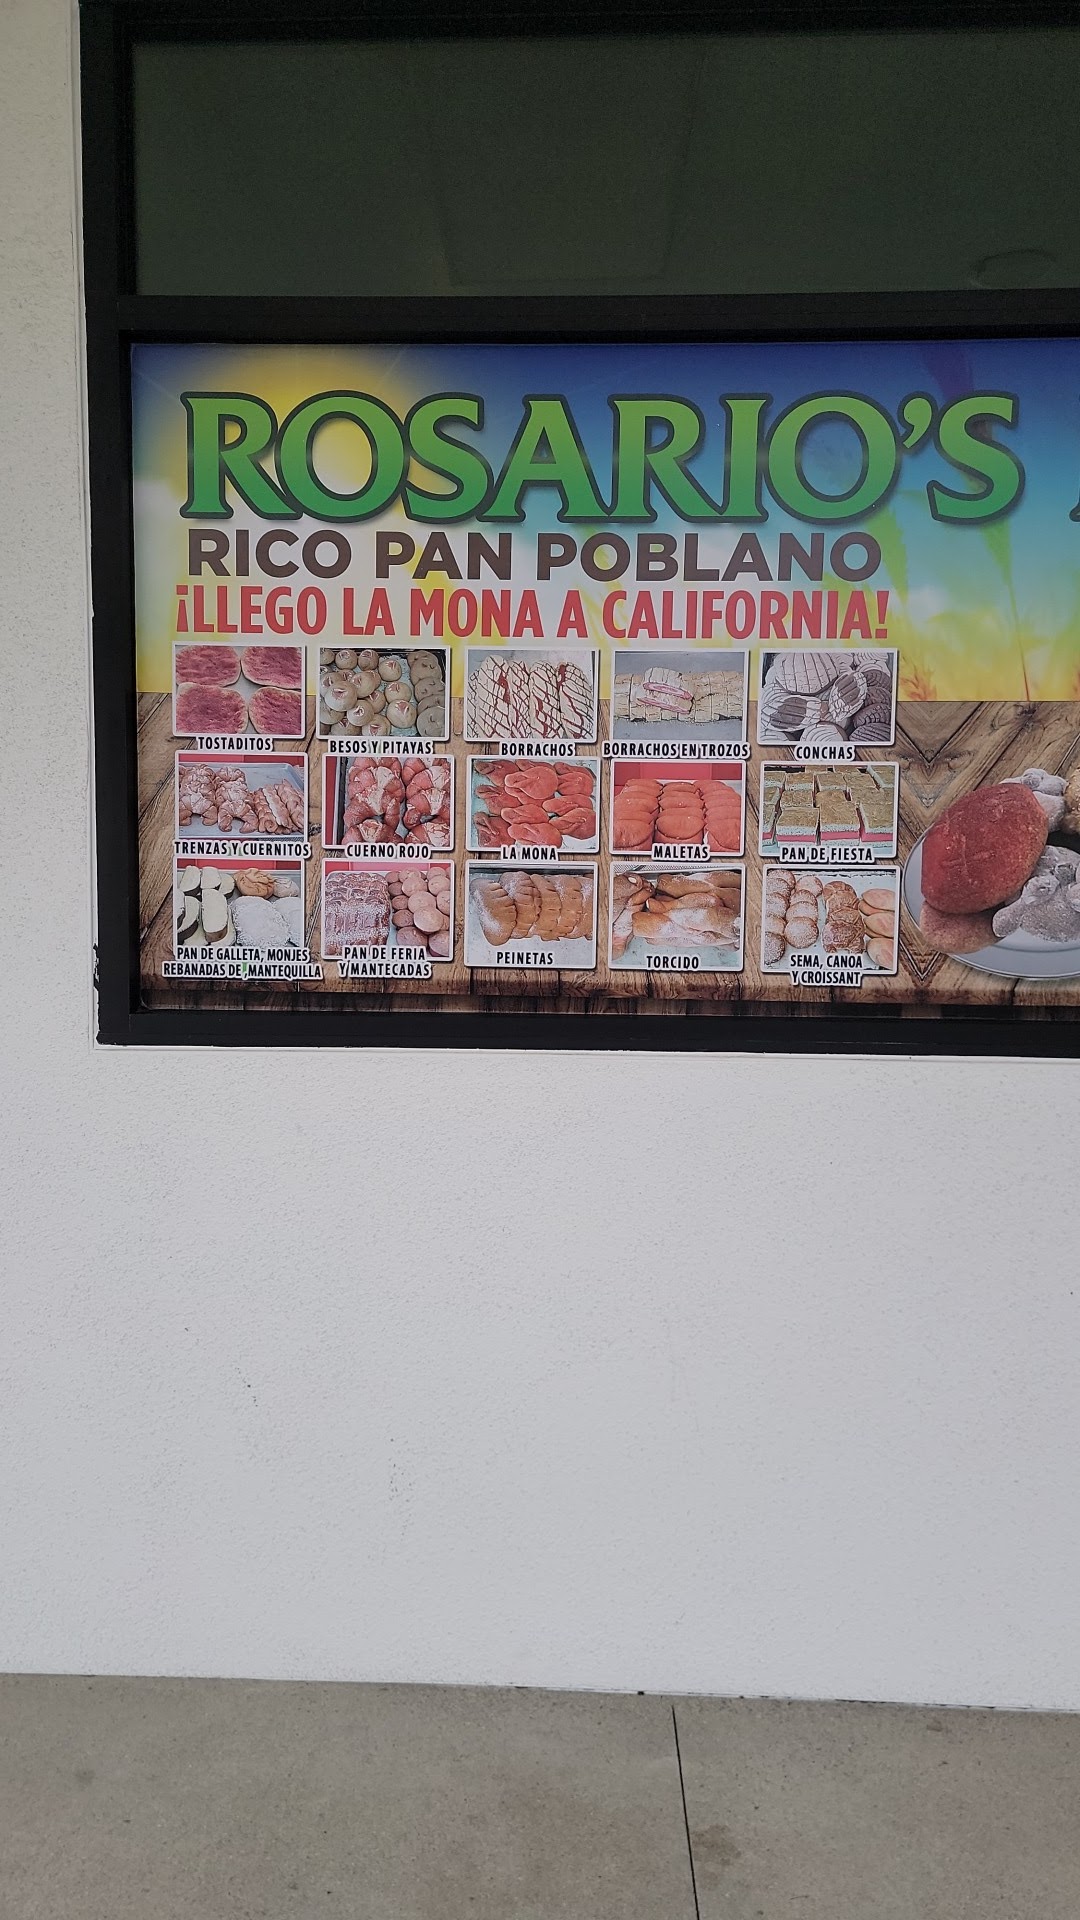 ROSARIO'S
RICO PAN POBLANO
¡LLEGO LA MONA A CALIFORNIA!
TOSTADITOS
BESOS Y PITAYAS
BORRACHOS
BORRACHOS EN TROZOS
CONCHAS
TRENZAS Y CUERNITOS
CUERNO ROJO
LA MONA
MALETAS
PAN DE FIESTA
PAN DE GALLETA, MONJES
REBANADAS DE ,MANTEQUILLA
PAN DE FERIA
Y MANTECADAS
PEINETAS
TORCIDO
SEMA, CANOA
Y CROISSANT